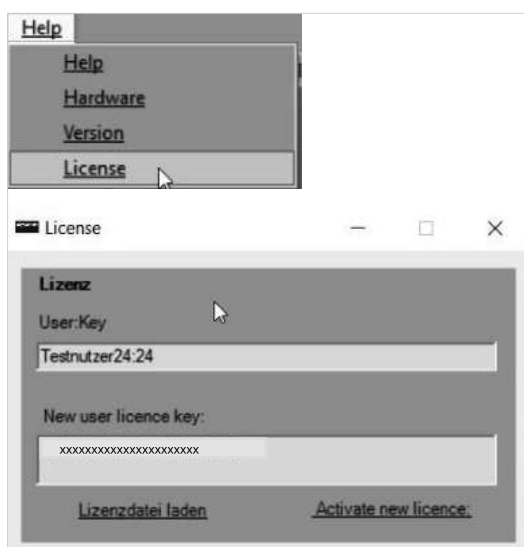 Help
Help
Hardware
Version
License
License
Lizenz
User:Key
Testnutzer24:24
New user licence key:
xxxxxxxxxxxxxxxxxxxxxx
Lizenzdatei laden Activate new licence: